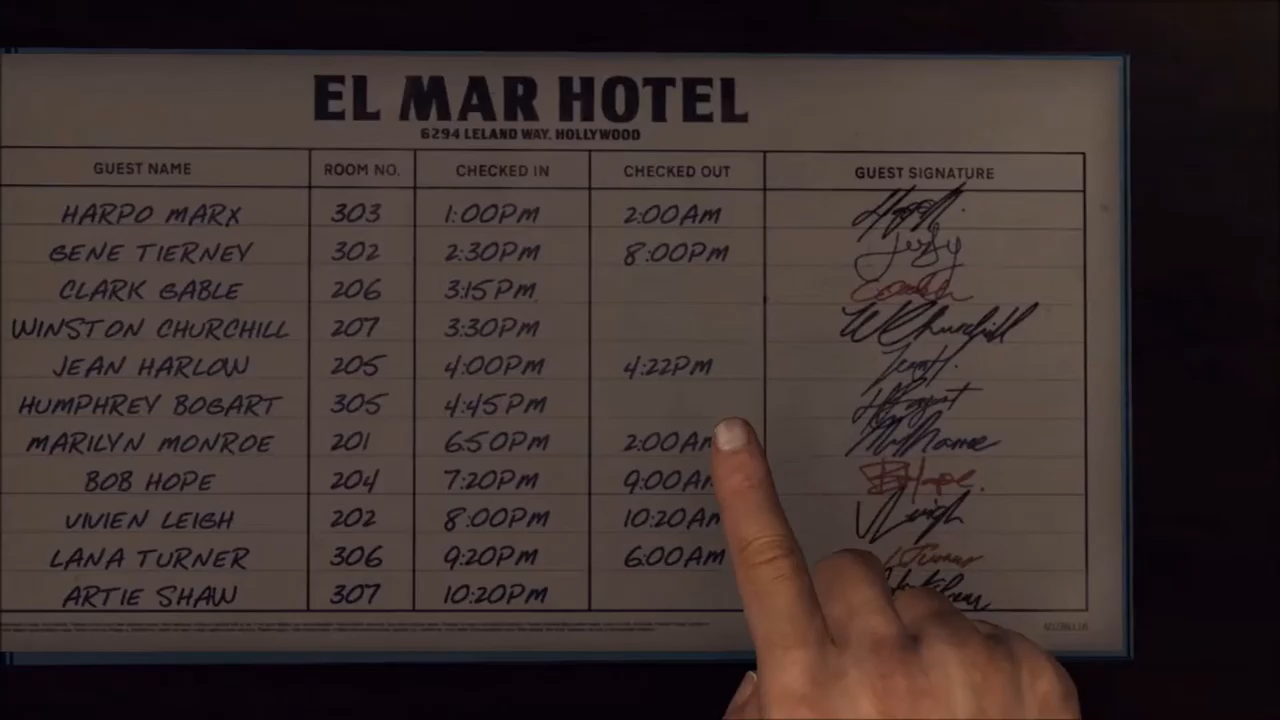 EL MAR HOTEL
6294 LELAND WAY. HOLLYWOOD
GUEST NAME ROOM NO. CHECKED IN CHECKED OUT GUEST SIGNATURE
HARPO MARX 303 1:00PM 2:00AM
GENE TIERNEY 302 2:30PM 8:00PM
CLARK GABLE 206 3:15PM
WINSTON CHURCHILL 207 3:30PM WChurchill
JEAN HARLOW 205 4:00PM 4:22PM
HUMPHREY BOGART 305 4:45PM
MARILYN MONROE 201 6:50PM 2:00AM
BOB HOPE 204 7:20PM 9:00AM BHope.
VIVIEN LEIGH 202 8:00PM 10:20AM VLeigh
LANA TURNER 306 9:20PM 6:00AM LTurner
ARTIE SHAW 307 10:20PM